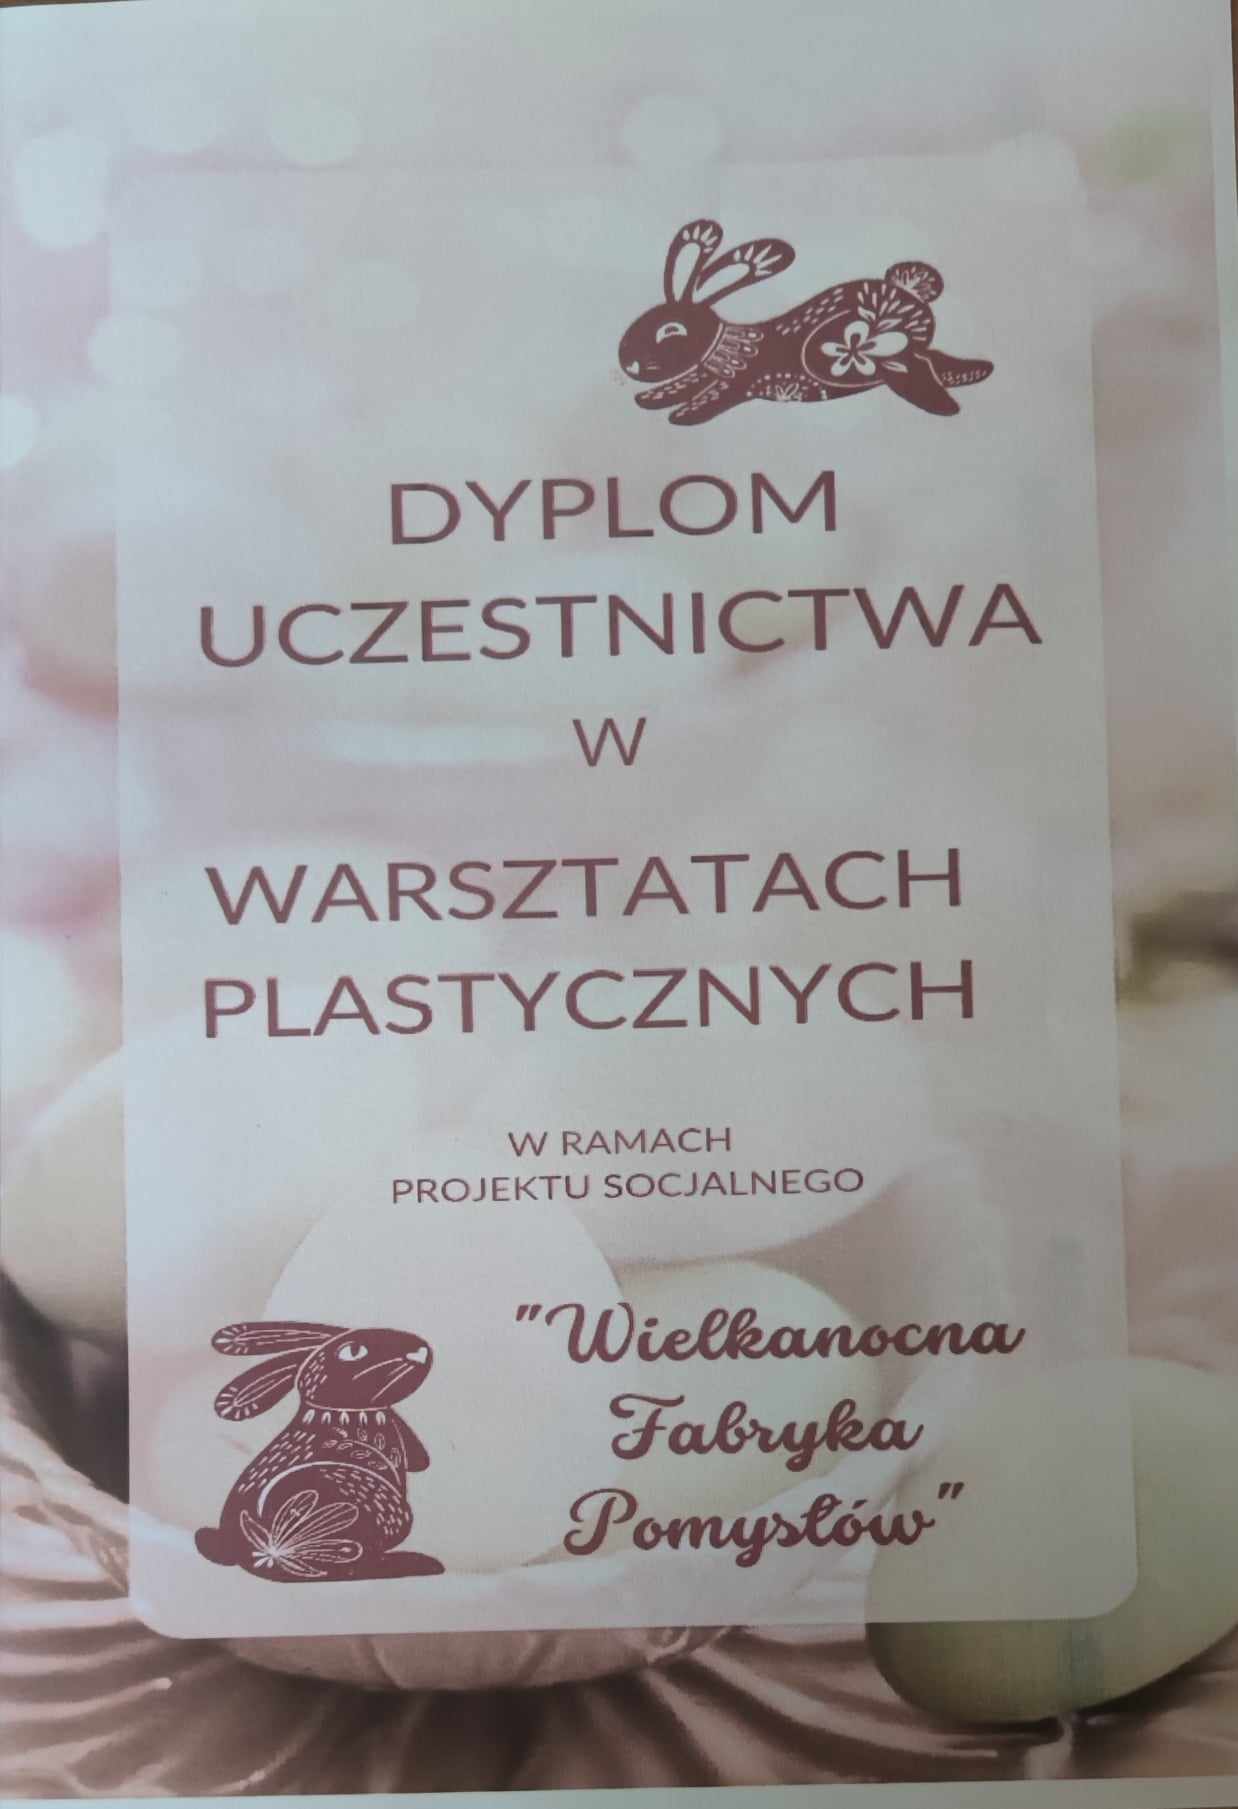 DYPLOM
UCZESTNICTWA
W
WARSZTATACH
PLASTYCZNYCH
W RAMACH
PROJEKTU SOCJALNEGO
"Wielkanocna
Fabryka
Pomysłów"